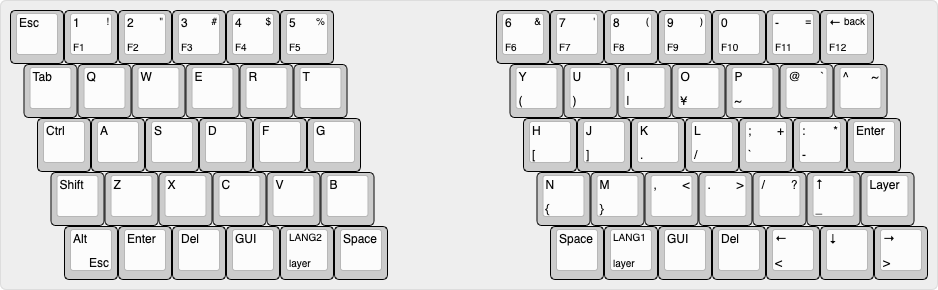 Esc 1 ! 2 " 3 # 4 $ 5 % 6 & 7 ' 8 ( 9 ) 0 - = ← back
F1 F2 F3 F4 F5 F6 F7 F8 F9 F10 F11 F12
Tab Q W E R T Y U I O P @ ` ^ ~
( ) | ¥ ~
Ctrl A S D F G H J K L ; + : * Enter
[ ] . / ` -
Shift Z X C V B N M , < . > / ? ↑ Layer
{ } _
Alt Enter Del GUI LANG2 Space Space LANG1 GUI Del ← ↓ →
Esc layer layer < >